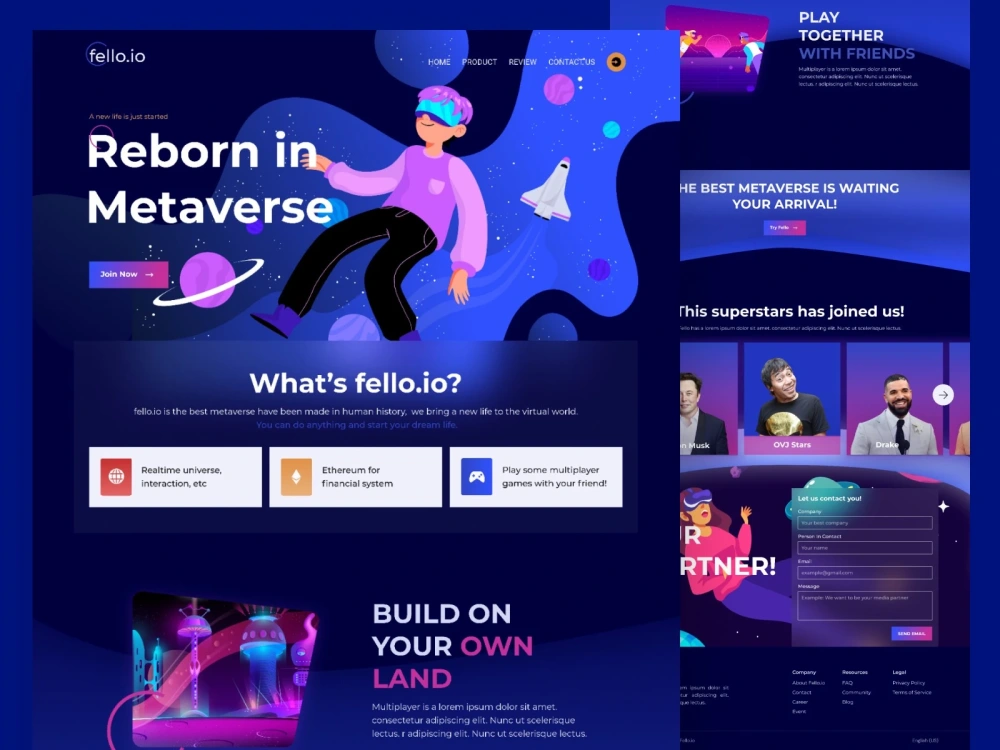 fello.io
HOME PRODUCT REVIEW CONTACT US
A new life is just started
Reborn in
Metaverse
Join Now →
What's fello.io?
fello.io is the best metaverse have been made in human history, we bring a new life to the virtual world.
You can do anything and start your dream life.
Realtime universe,
interaction, etc
Ethereum for
financial system
Play some multiplayer
games with your friend!
BUILD ON
YOUR OWN
LAND
Multiplayer is a lorem ipsum dolor sit amet.
consectetur adipiscing elit. Nunc ut scelerisque
lectus. r adipiscing elit. Nunc ut scelerisque lectus.
PLAY
TOGETHER
WITH FRIENDS
Multiplayer is a lorem ipsum dolor sit amet.
consectetur adipiscing elit. Nunc ut scelerisque
lectus. r adipiscing elit. Nunc ut scelerisque lectus.
HE BEST METAVERSE IS WAITING
YOUR ARRIVAL!
Try Fello →
This superstars has joined us!
fello has a lorem ipsum dolor sit amet, consectetur adipiscing elit. Nunc ut scelerisque lectus.
n Musk
OVJ Stars
Drake
R
RTNER!
Let us contact you!
Company
Your best company
Person In Contact
Your name
Email
example@gmail.com
Message
Example: We want to be your media partner
SEND EMAIL
em ipsum dolor sit
adipiscing elit.
que lectus.
Company
About Felloio
Contact
Career
Event
Resources
FAQ
Community
Blog
Legal
Privacy Policy
Terms of Service
fello.io
English (US)